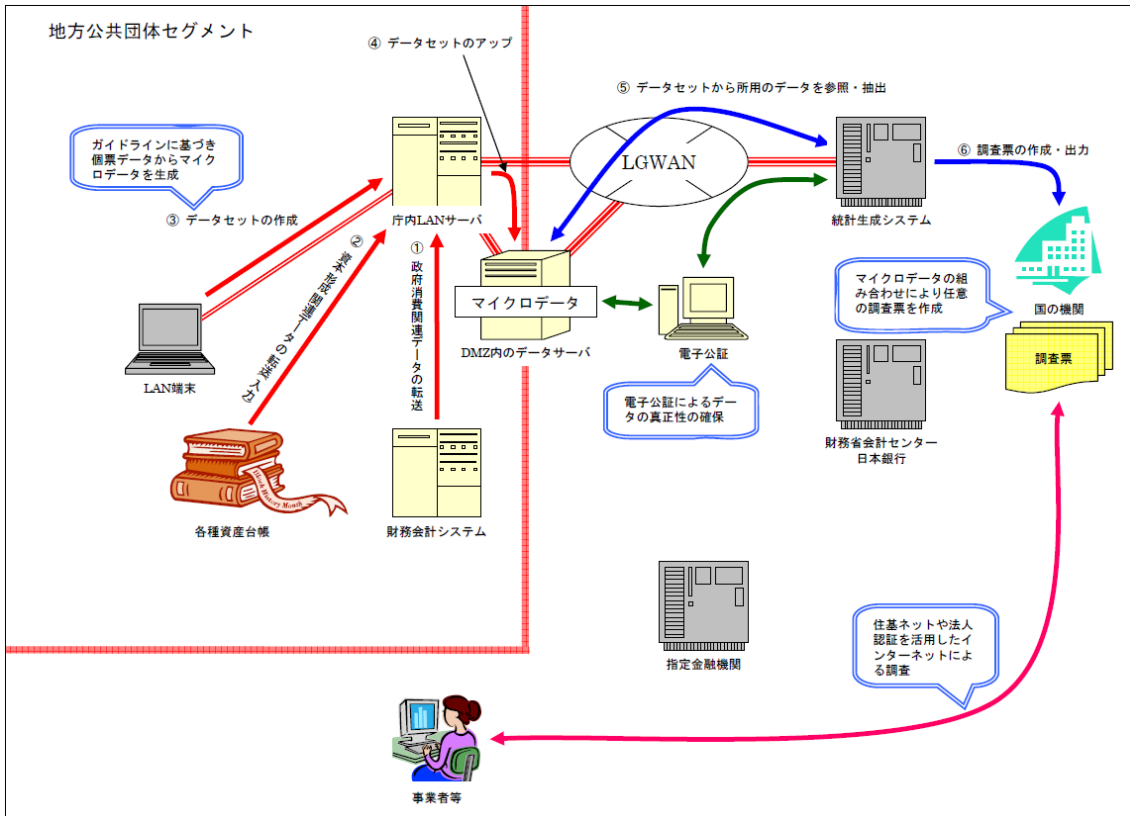 地方公共団体セグメント
④ データセットのアップ
⑤ データセットから所用のデータを参照・抽出
ガイドラインに基づき
個票データからマイク
ロデータを生成
LGWAN
⑥ 調査票の作成・出力
③ データセットの作成
庁内LANサーバ
統計生成システム
② 資本形成関連データの転送(入力)
① 政府消費関連データの転送
マイクロデータ
マイクロデータの組
み合わせにより任意
の調査票を作成
国の機関
DMZ内のデータサーバ
電子公証
調査票
LAN端末
電子公証によるデー
タの真正性の確保
財務省会計センター
日本銀行
Black History Month
各種資産台帳
財務会計システム
住基ネットや法人
認証を活用したイ
ンターネットによ
る調査
指定金融機関
事業者等